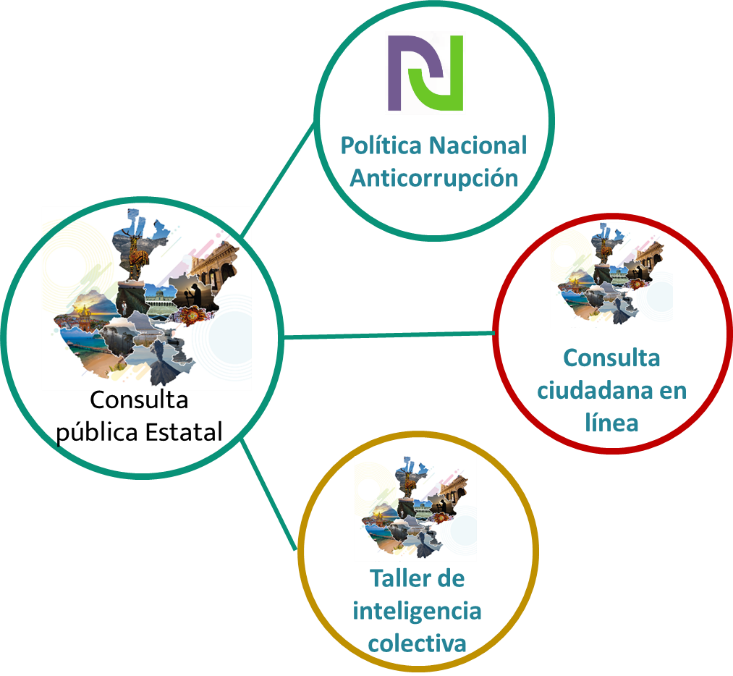 Política Nacional
Anticorrupción
Consulta
pública Estatal
Consulta
ciudadana en
línea
Taller de
inteligencia
colectiva